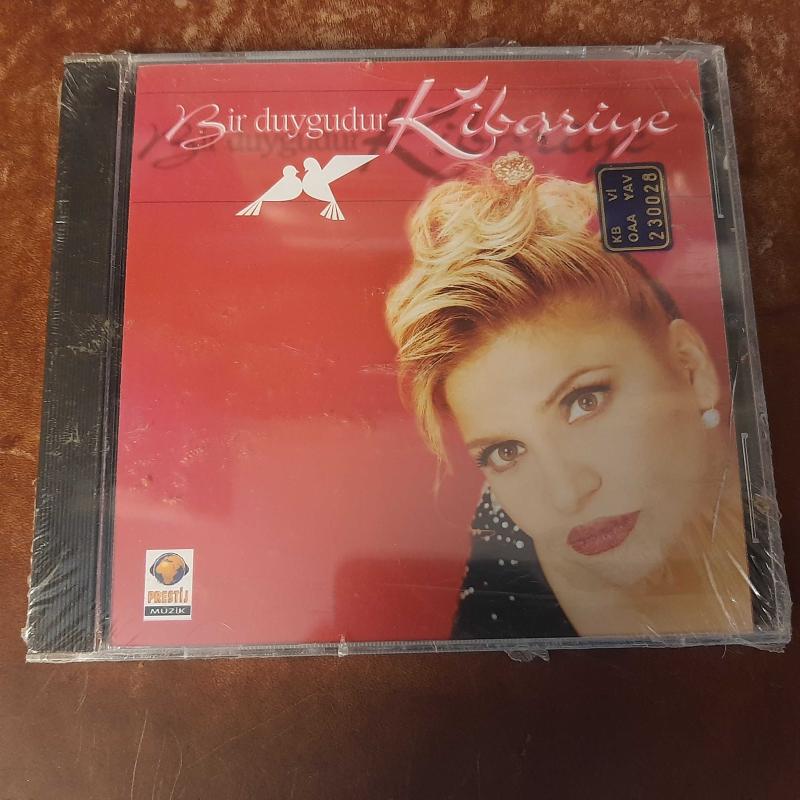 Bir duygudur Kibariye
KB VI
OAA YAV
230028
PRESTİJ
MÜZİK